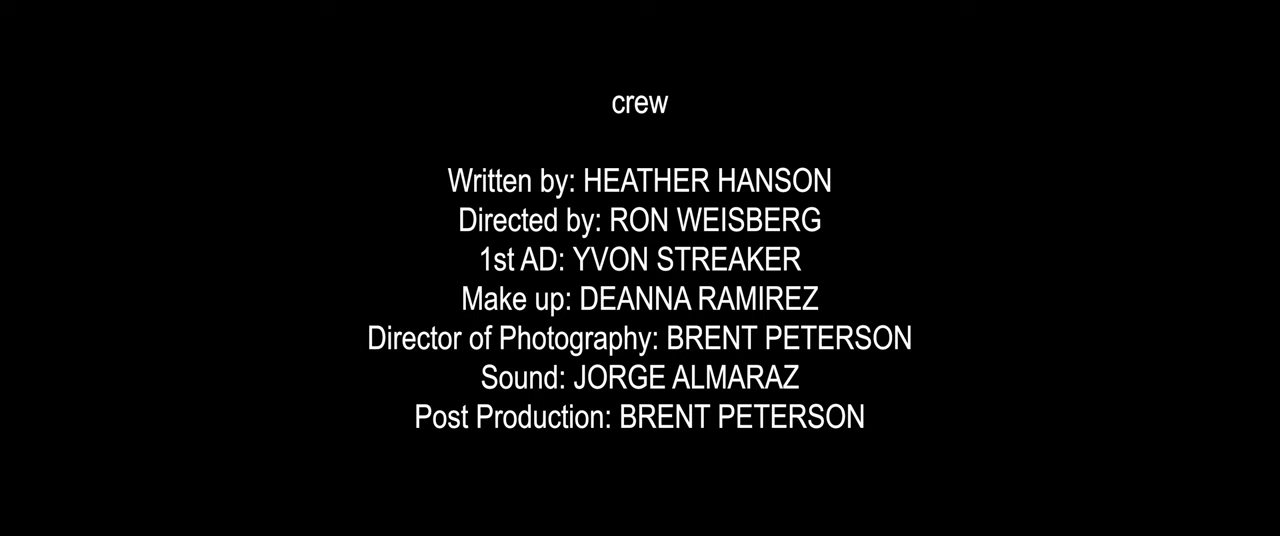 crew
Written by: HEATHER HANSON
Directed by: RON WEISBERG
1st AD: YVON STREAKER
Make up: DEANNA RAMIREZ
Director of Photography: BRENT PETERSON
Sound: JORGE ALMARAZ
Post Production: BRENT PETERSON